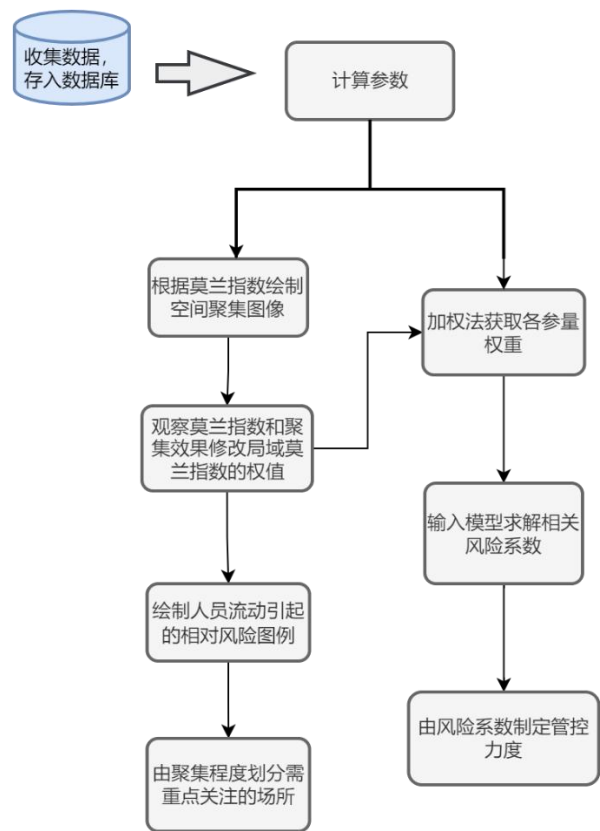 收集数据，
存入数据库
计算参数
根据莫兰指数绘制
空间聚集图像
加权法获取各参量
权重
观察莫兰指数和聚
集效果修改局域莫
兰指数的权值
输入模型求解相关
风险系数
绘制人员流动引起
的相对风险图例
由风险系数制定管控
力度
由聚集程度划分需
重点关注的场所